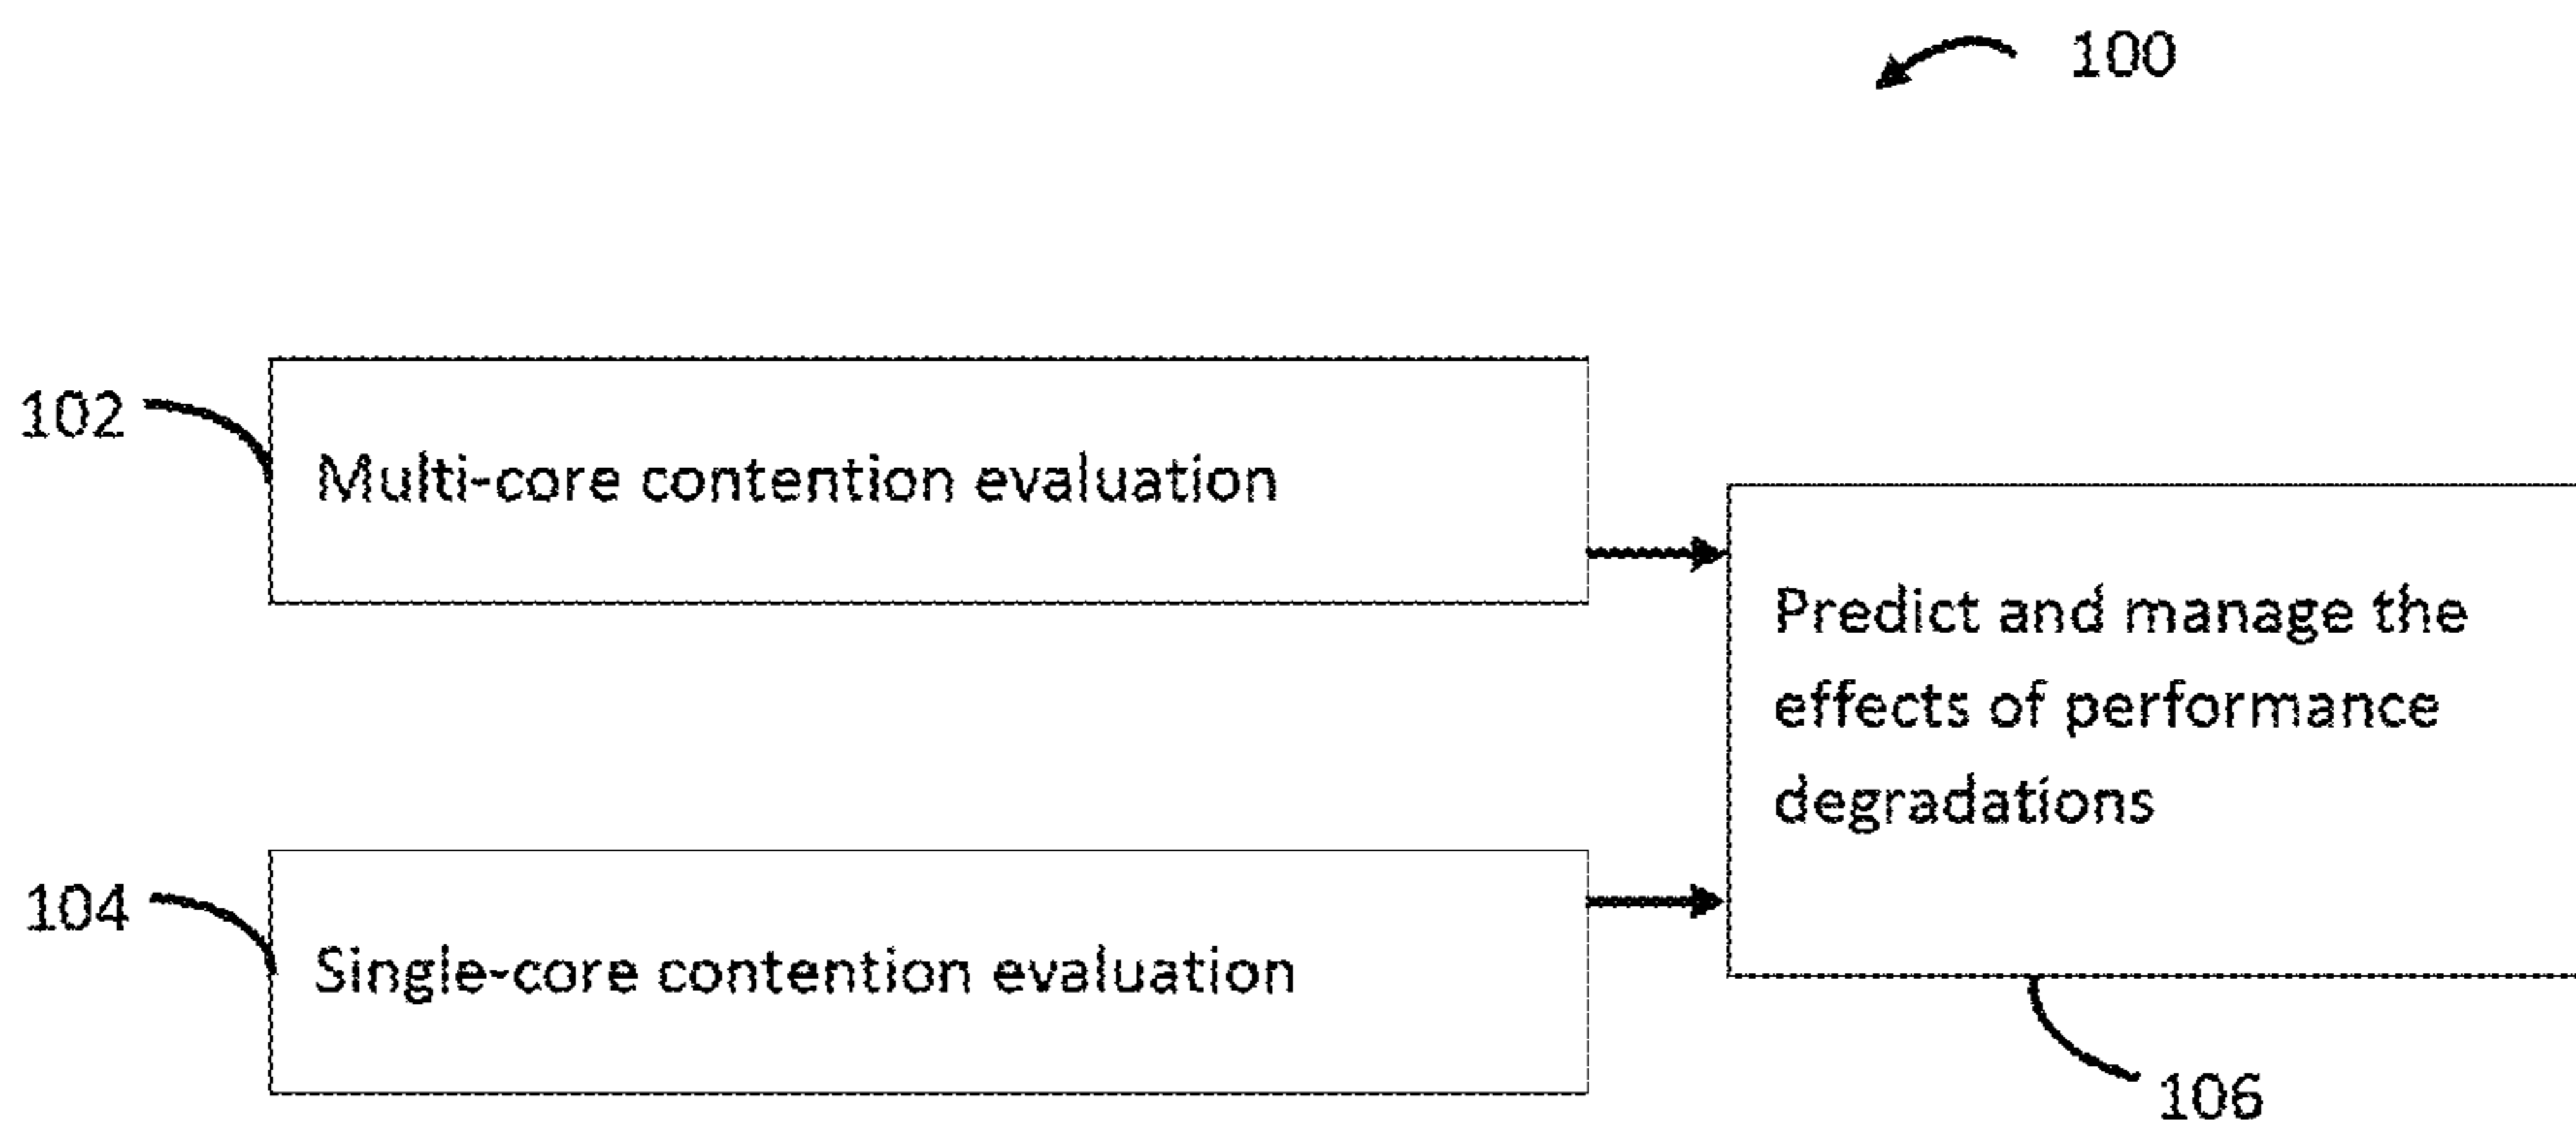 100
102
Multi-core contention evaluation
Predict and manage the
effects of performance
degradations
104
Single-core contention evaluation
106